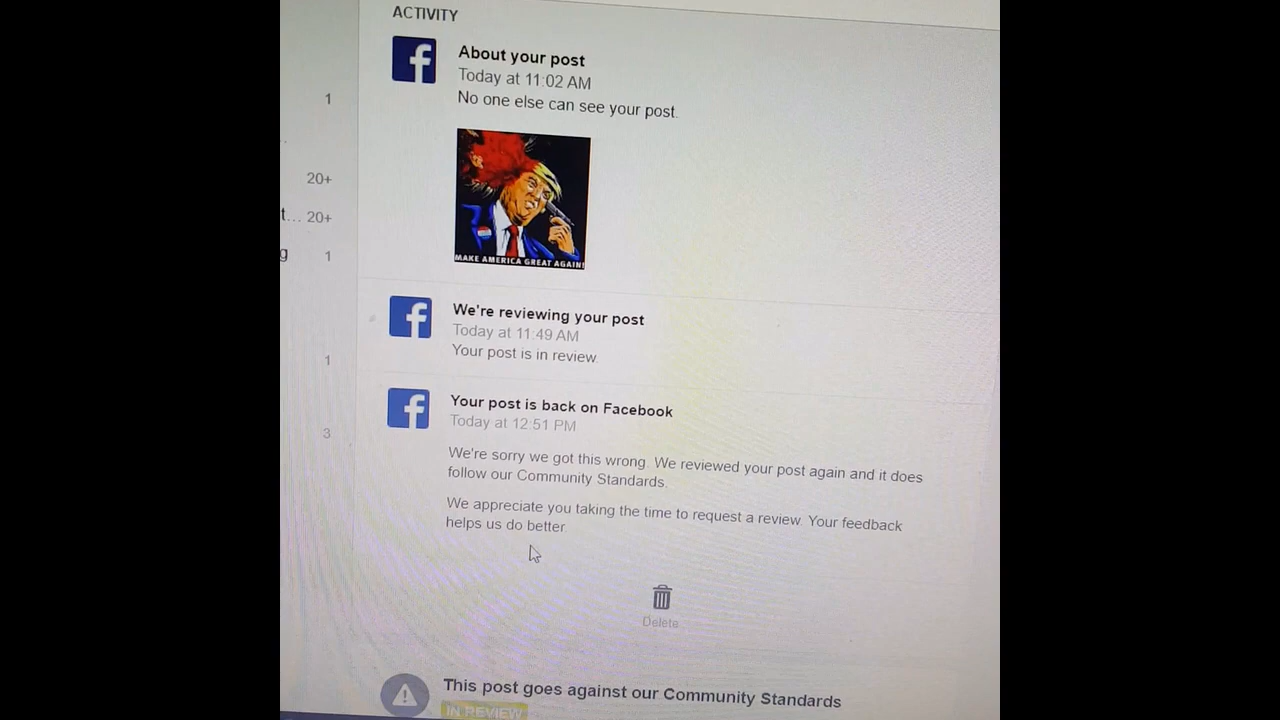 ACTIVITY
About your post
Today at 11:02 AM
No one else can see your post.
1
20+
t... 20+
g 1
MAKE AMERICA GREAT AGAIN!
We're reviewing your post
Today at 11:49 AM
Your post is in review.
1
Your post is back on Facebook
Today at 12:51 PM
3
We're sorry we got this wrong. We reviewed your post again and it does
follow our Community Standards.
We appreciate you taking the time to request a review. Your feedback
helps us do better.
Delete
This post goes against our Community Standards
IN REVIEW